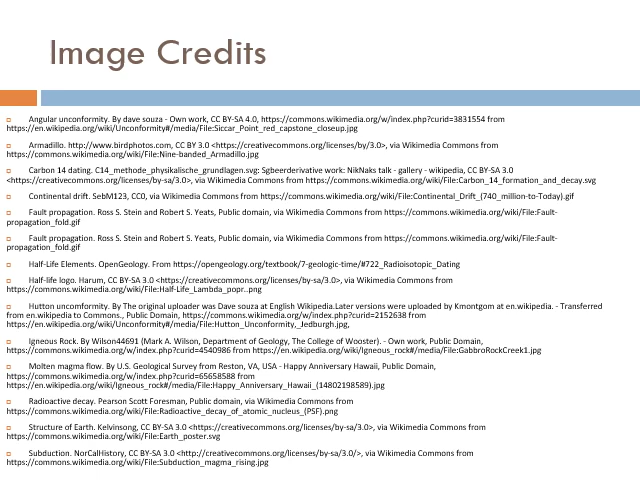 Image Credits
Angular unconformity. By dave souza - Own work, CC BY-SA 4.0, https://commons.wikimedia.org/w/index.php?curid=3831554 from
https://en.wikipedia.org/wiki/Unconformity#/media/File:Siccar_Point_red_capstone_closeup.jpg
Armadillo. http://www.birdphotos.com, CC BY 3.0 <https://creativecommons.org/licenses/by/3.0>, via Wikimedia Commons from
https://commons.wikimedia.org/wiki/File:Nine-banded_Armadillo.jpg
Carbon 14 dating. C14_methode_physikalische_grundlagen.svg: Sgbeerderivative work: NikNaks talk - gallery - wikipedia, CC BY-SA 3.0
<https://creativecommons.org/licenses/by-sa/3.0>, via Wikimedia Commons from https://commons.wikimedia.org/wiki/File:Carbon_14_formation_and_decay.svg
Continental drift. SebM123, CC0, via Wikimedia Commons from https://commons.wikimedia.org/wiki/File:Continental_Drift_(740_million-to-Today).gif
Fault propagation. Ross S. Stein and Robert S. Yeats, Public domain, via Wikimedia Commons from https://commons.wikimedia.org/wiki/File:Fault-
propagation_fold.gif
Fault propagation. Ross S. Stein and Robert S. Yeats, Public domain, via Wikimedia Commons from https://commons.wikimedia.org/wiki/File:Fault-
propagation_fold.gif
Half-Life Elements. OpenGeology. From https://opengeology.org/textbook/7-geologic-time/#722_Radioisotopic_Dating
Half-life logo. Harum, CC BY-SA 3.0 <https://creativecommons.org/licenses/by-sa/3.0>, via Wikimedia Commons from
https://commons.wikimedia.org/wiki/File:Half-Life_Lambda_popr..png
Hutton uncomformity. By The original uploader was Dave souza at English Wikipedia.Later versions were uploaded by Kmontgom at en.wikipedia. - Transferred
from en.wikipedia to Commons., Public Domain, https://commons.wikimedia.org/w/index.php?curid=2152638 from
https://en.wikipedia.org/wiki/Unconformity#/media/File:Hutton_Unconformity,_Jedburgh.jpg,
Igneous Rock. By Wilson44691 (Mark A. Wilson, Department of Geology, The College of Wooster). - Own work, Public Domain,
https://commons.wikimedia.org/w/index.php?curid=4540986 from https://en.wikipedia.org/wiki/Igneous_rock#/media/File:GabbroRockCreek1.jpg
Molten magma flow. By U.S. Geological Survey from Reston, VA, USA - Happy Anniversary Hawaii, Public Domain,
https://commons.wikimedia.org/w/index.php?curid=65658588 from
https://en.wikipedia.org/wiki/Igneous_rock#/media/File:Happy_Anniversary_Hawaii_(14802198589).jpg
Radioactive decay. Pearson Scott Foresman, Public domain, via Wikimedia Commons from
https://commons.wikimedia.org/wiki/File:Radioactive_decay_of_atomic_nucleus_(PSF).png
Structure of Earth. Kelvinsong, CC BY-SA 3.0 <https://creativecommons.org/licenses/by-sa/3.0>, via Wikimedia Commons from
https://commons.wikimedia.org/wiki/File:Earth_poster.svg
Subduction. NorCalHistory, CC BY-SA 3.0 <http://creativecommons.org/licenses/by-sa/3.0/>, via Wikimedia Commons from
https://commons.wikimedia.org/wiki/File:Subduction_magma_rising.jpg